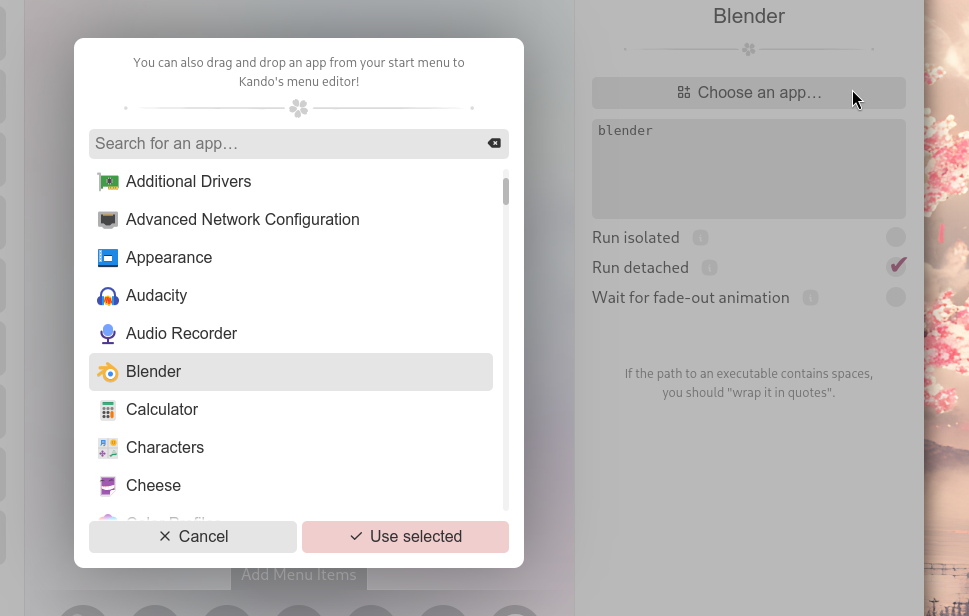 You can also drag and drop an app from your start menu to
Kando's menu editor!
Search for an app…
Additional Drivers
Advanced Network Configuration
Appearance
Audacity
Audio Recorder
Blender
Calculator
Characters
Cheese
Cancel
Use selected
Add Menu Items
Blender
Choose an app…
blender
Run isolated
Run detached
Wait for fade-out animation
If the path to an executable contains spaces,
you should "wrap it in quotes".